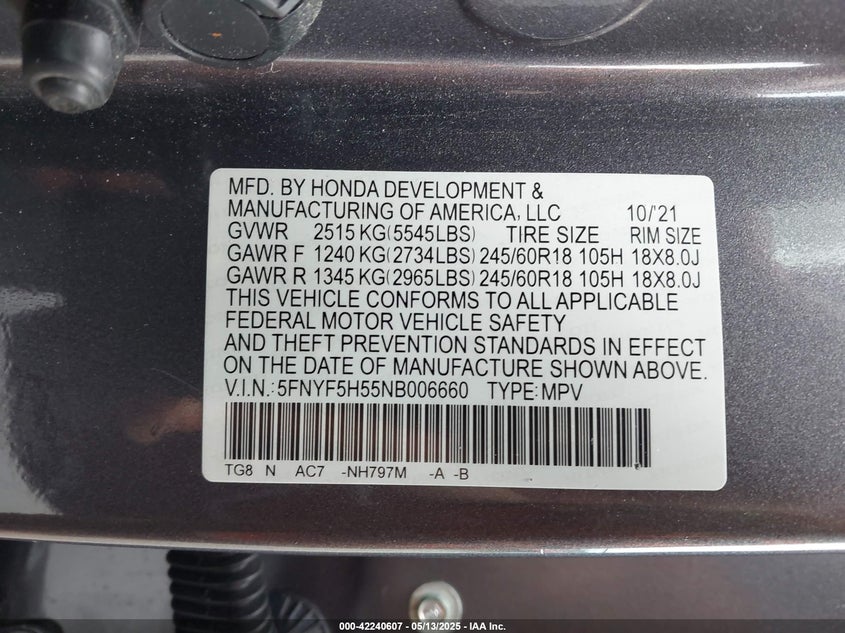 MFD. BY HONDA DEVELOPMENT &
MANUFACTURING OF AMERICA, LLC 10/'21
GVWR 2515 KG(5545LBS) TIRE SIZE RIM SIZE
GAWR F 1240 KG(2734LBS) 245/60R18 105H 18X8.0J
GAWR R 1345 KG(2965LBS) 245/60R18 105H 18X8.0J
THIS VEHICLE CONFORMS TO ALL APPLICABLE
FEDERAL MOTOR VEHICLE SAFETY
AND THEFT PREVENTION STANDARDS IN EFFECT
ON THE DATE OF MANUFACTURE SHOWN ABOVE.
V.I.N.: 5FNYF5H55NB006660 TYPE: MPV
TG8 N AC7 -NH797M -A -B
000-42240607 - 05/13/2025 - IAA Inc.